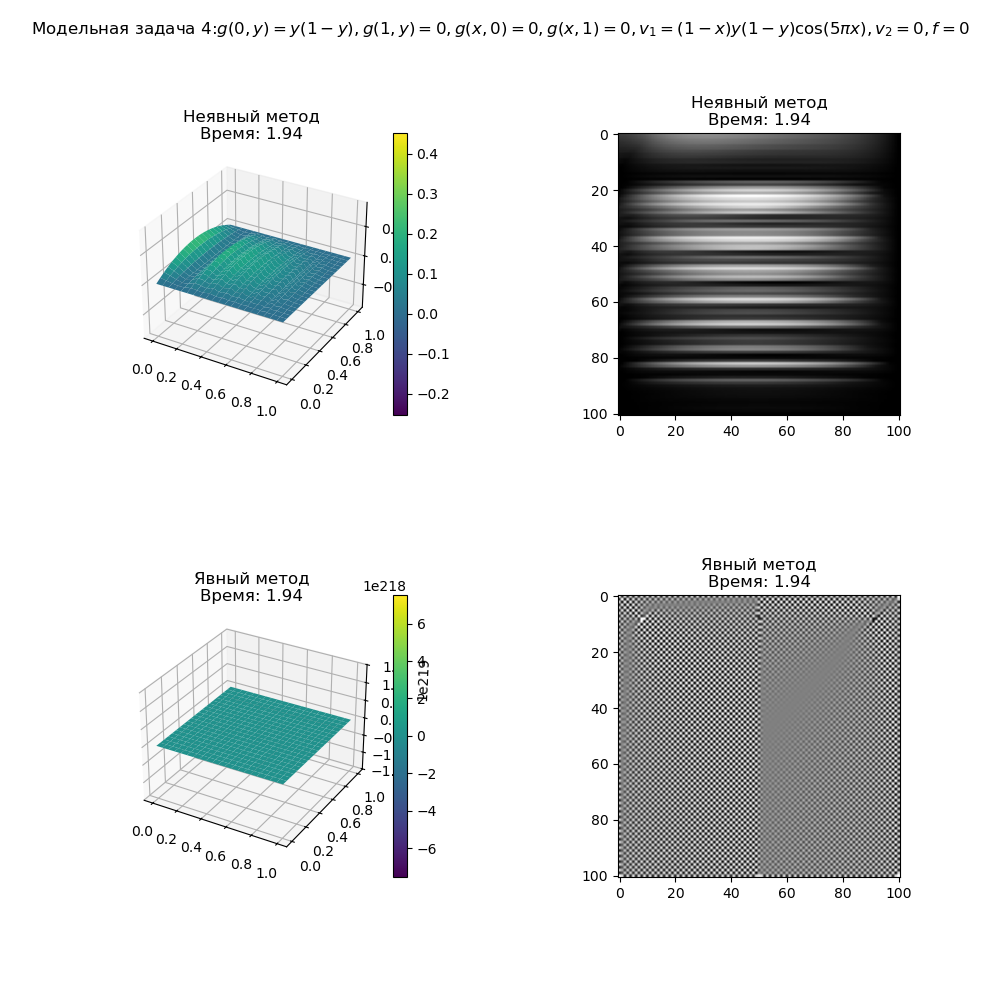 Модельная задача 4:g(0, y) = y(1 − y), g(1, y) = 0, g(x, 0) = 0, g(x, 1) = 0, v₁ = (1 − x)y(1 − y)cos(5πx), v₂ = 0, f = 0
Неявный метод
Время: 1.94
0.4
0.3
0.2
0.1
0.0
−0.1
−0.2
0.0 0.2 0.4 0.6 0.8 1.0
0.0 0.2 0.4 0.6 0.8 1.0
Неявный метод
Время: 1.94
0
20
40
60
80
100
0 20 40 60 80 100
Явный метод
Время: 1.94
1e218
6
4
2
0
−2
−4
−6
1e219
0.0 0.2 0.4 0.6 0.8 1.0
0.0 0.2 0.4 0.6 0.8 1.0
Явный метод
Время: 1.94
0
20
40
60
80
100
0 20 40 60 80 100